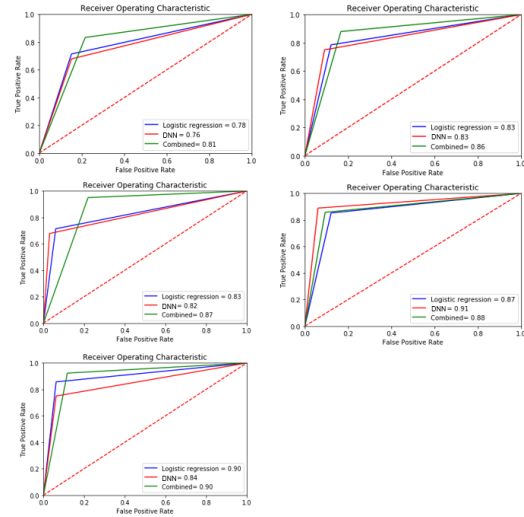 Receiver Operating Characteristic
1.0
0.8
0.6
0.4
0.2
0.0
True Positive Rate
Logistic regression = 0.78
DNN = 0.76
Combined= 0.81
0.0 0.2 0.4 0.6 0.8 1.0
False Positive Rate
Receiver Operating Characteristic
1.0
0.8
0.6
0.4
0.2
0.0
True Positive Rate
Logistic regression = 0.83
DNN = 0.83
Combined= 0.86
0.0 0.2 0.4 0.6 0.8 1.0
False Positive Rate
Receiver Operating Characteristic
1.0
0.8
0.6
0.4
0.2
0.0
True Positive Rate
Logistic regression = 0.83
DNN= 0.82
Combined= 0.87
0.0 0.2 0.4 0.6 0.8 1.0
False Positive Rate
Receiver Operating Characteristic
1.0
0.8
0.6
0.4
0.2
0.0
True Positive Rate
Logistic regression = 0.87
DNN= 0.91
Combined= 0.88
0.0 0.2 0.4 0.6 0.8 1.0
False Positive Rate
Receiver Operating Characteristic
1.0
0.8
0.6
0.4
0.2
0.0
True Positive Rate
Logistic regression = 0.90
DNN = 0.84
Combined= 0.90
0.0 0.2 0.4 0.6 0.8 1.0
False Positive Rate